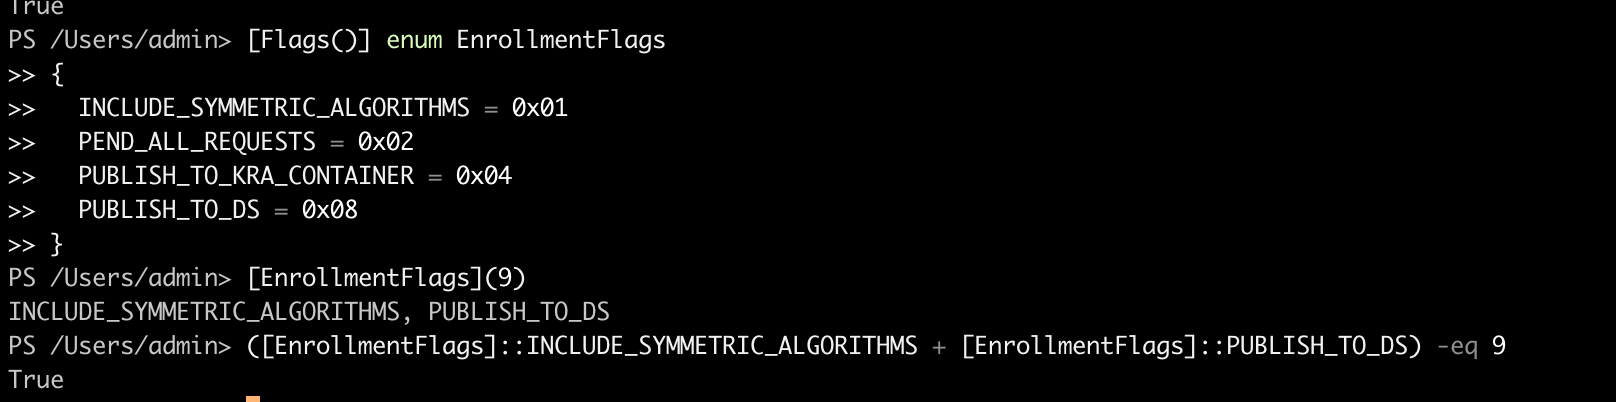 True
PS /Users/admin> [Flags()] enum EnrollmentFlags
>> {
>>   INCLUDE_SYMMETRIC_ALGORITHMS = 0x01
>>   PEND_ALL_REQUESTS = 0x02
>>   PUBLISH_TO_KRA_CONTAINER = 0x04
>>   PUBLISH_TO_DS = 0x08
>> }
PS /Users/admin> [EnrollmentFlags](9)
INCLUDE_SYMMETRIC_ALGORITHMS, PUBLISH_TO_DS
PS /Users/admin> ([EnrollmentFlags]::INCLUDE_SYMMETRIC_ALGORITHMS + [EnrollmentFlags]::PUBLISH_TO_DS) -eq 9
True